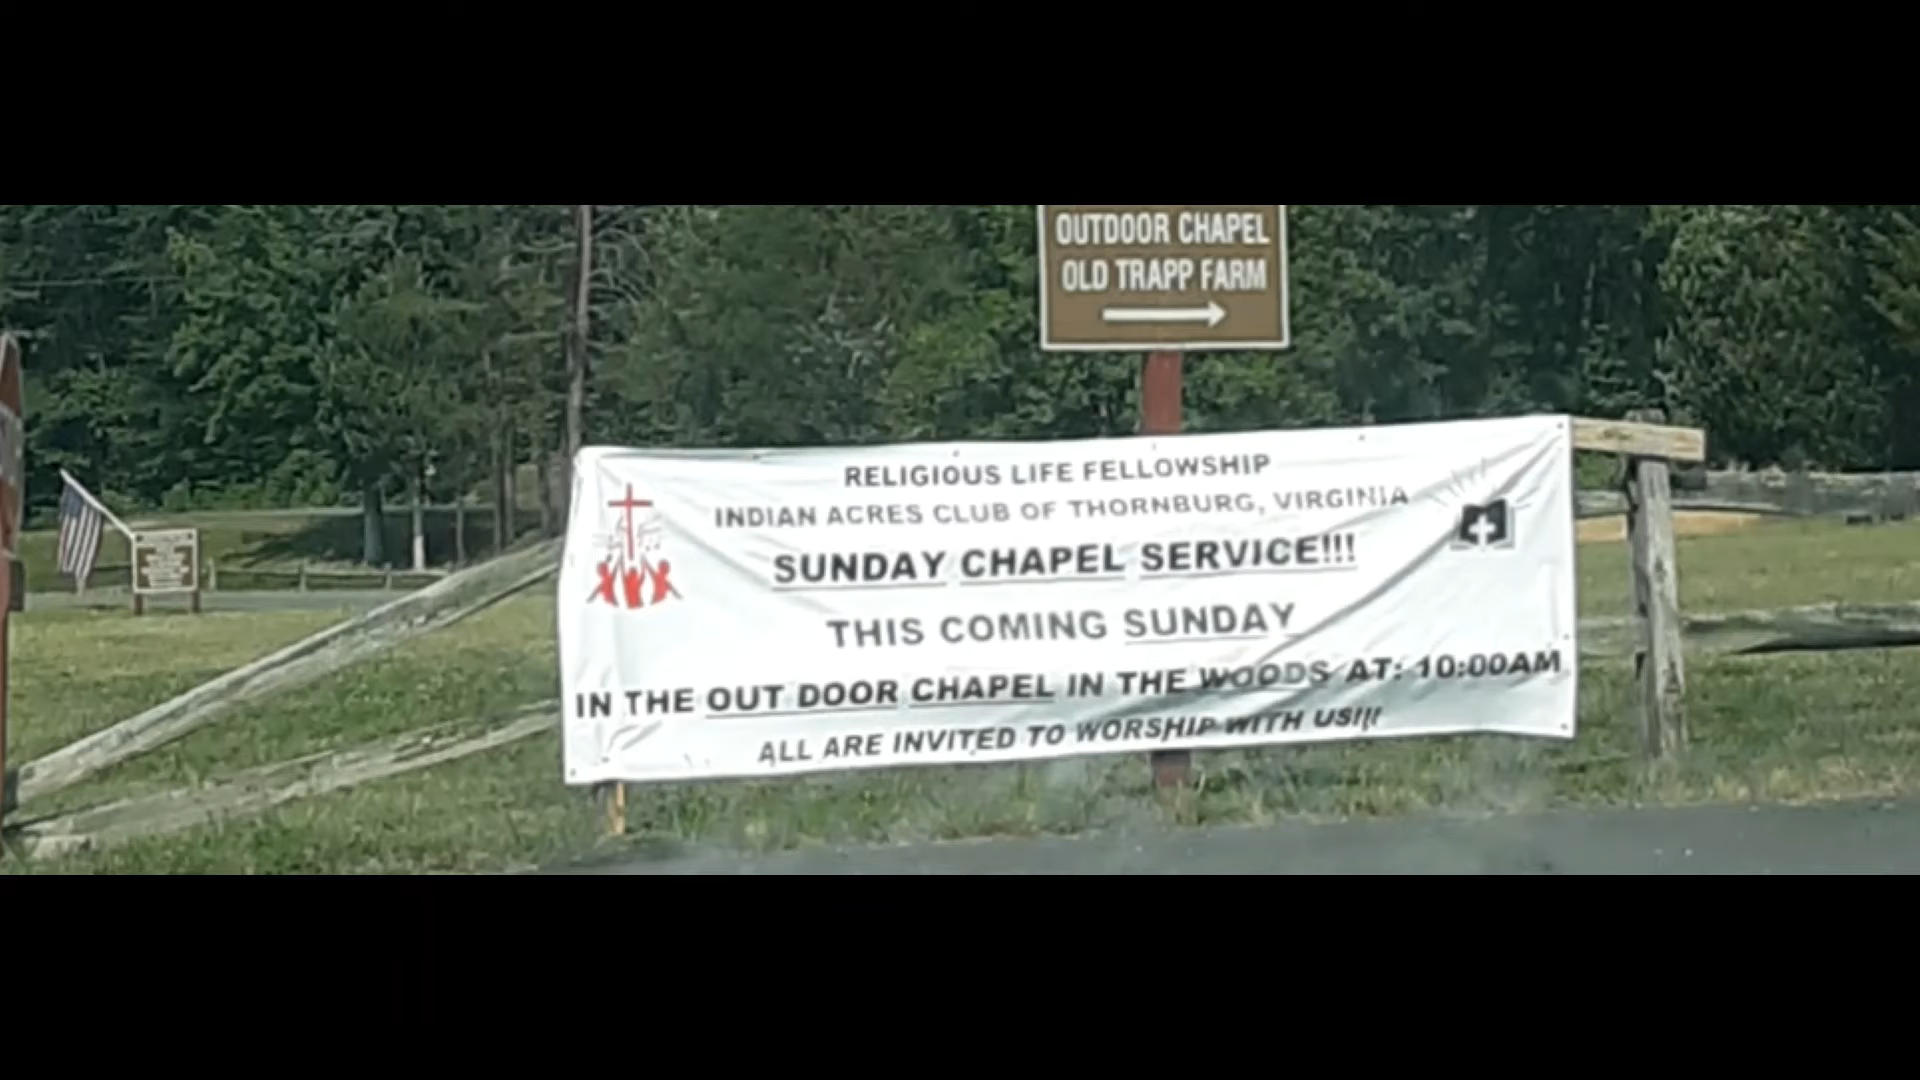 OUTDOOR CHAPEL
OLD TRAPP FARM
RELIGIOUS LIFE FELLOWSHIP
INDIAN ACRES CLUB OF THORNBURG, VIRGINIA
SUNDAY CHAPEL SERVICE!!!
THIS COMING SUNDAY
IN THE OUT DOOR CHAPEL IN THE WOODS AT: 10:00AM
ALL ARE INVITED TO WORSHIP WITH US!!!